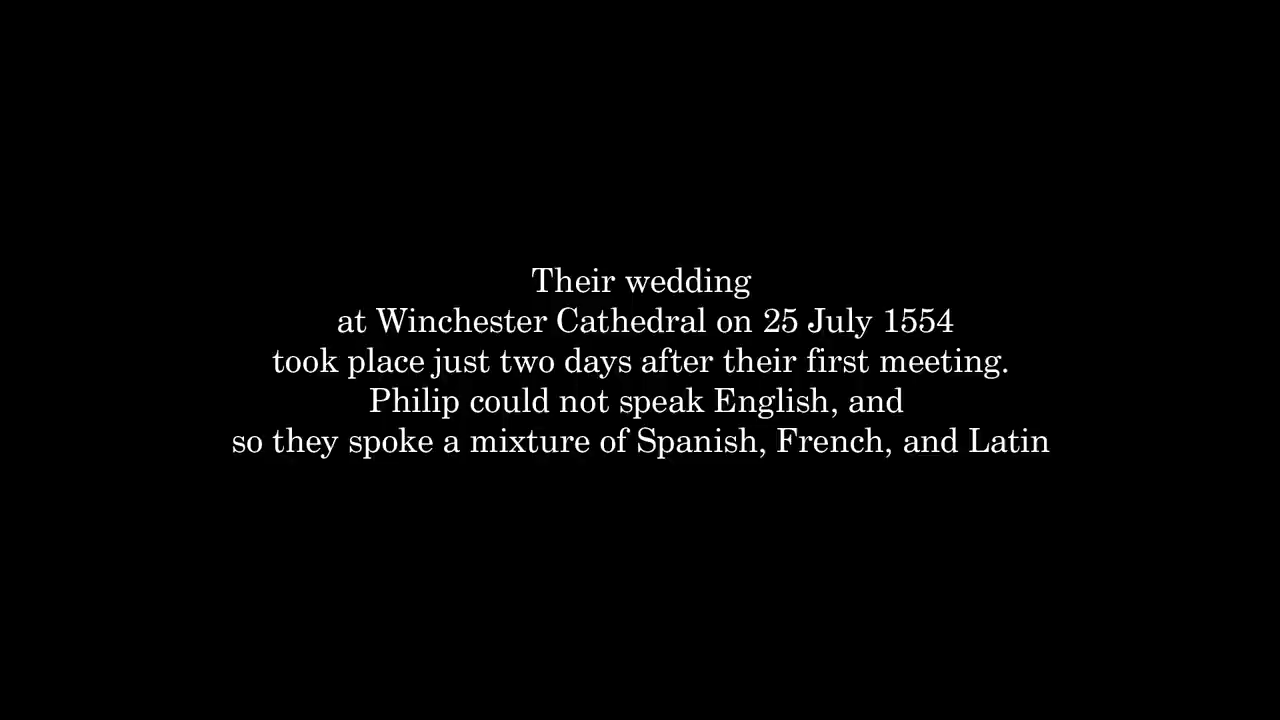 Their wedding
at Winchester Cathedral on 25 July 1554
took place just two days after their first meeting.
Philip could not speak English, and
so they spoke a mixture of Spanish, French, and Latin